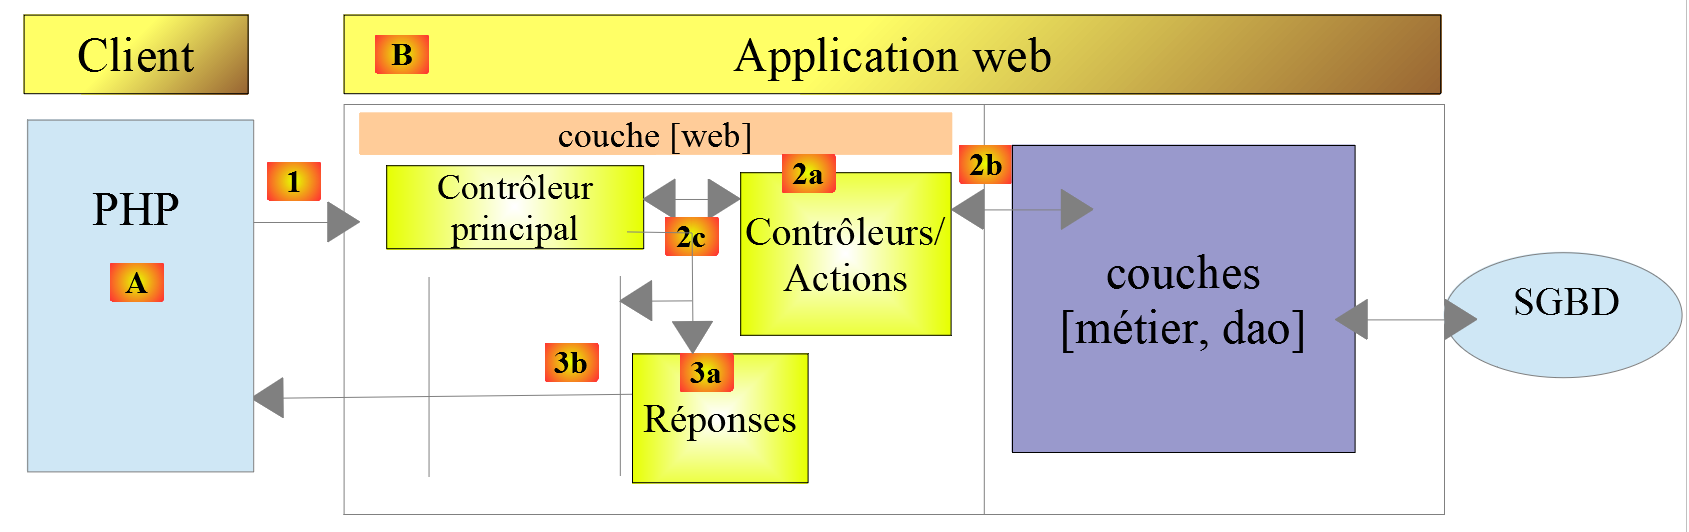 Client
B
Application web
couche [web]
1
PHP
A
Contrôleur
principal
2a
2b
2c
Contrôleurs/
Actions
couches
[métier, dao]
SGBD
3b
3a
Réponses